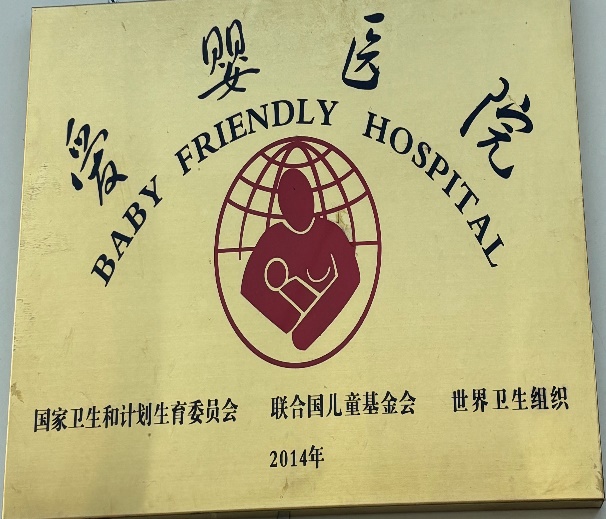 爱婴医院
BABY FRIENDLY HOSPITAL
国家卫生和计划生育委员会 联合国儿童基金会 世界卫生组织
2014年